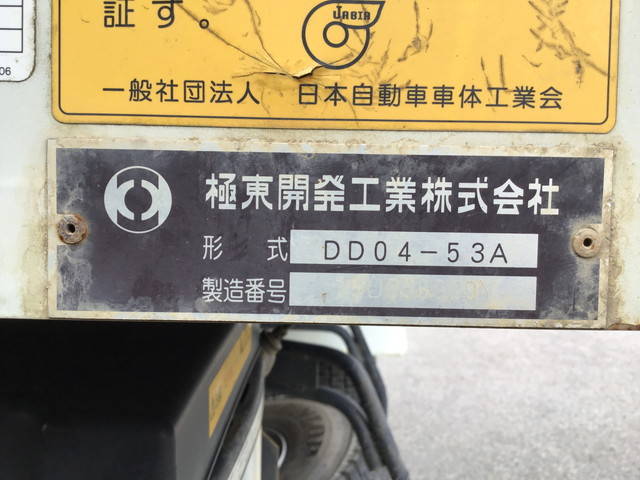 06
証す。
JABIA
一般社団法人 日本自動車車体工業会
極東開発工業株式会社
形式 DD04-53A
製造番号